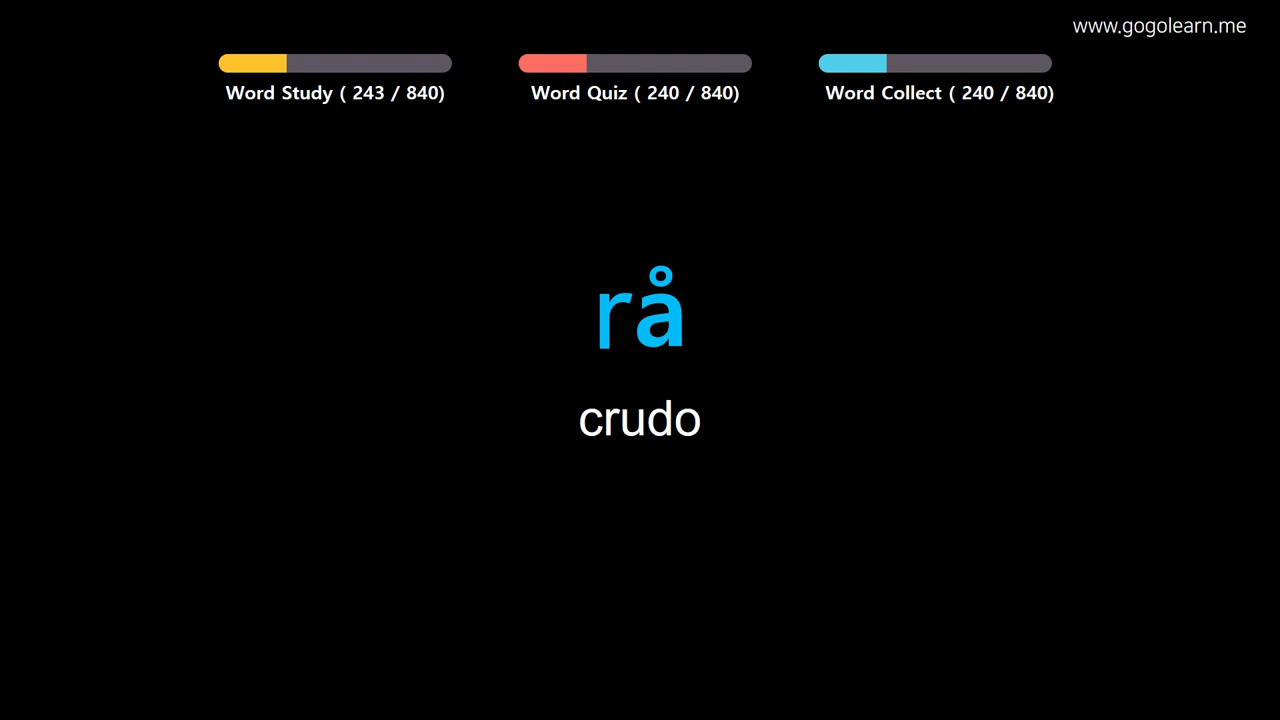 www.gogolearn.me
Word Study ( 243 / 840)
Word Quiz ( 240 / 840)
Word Collect ( 240 / 840)
rå
crudo